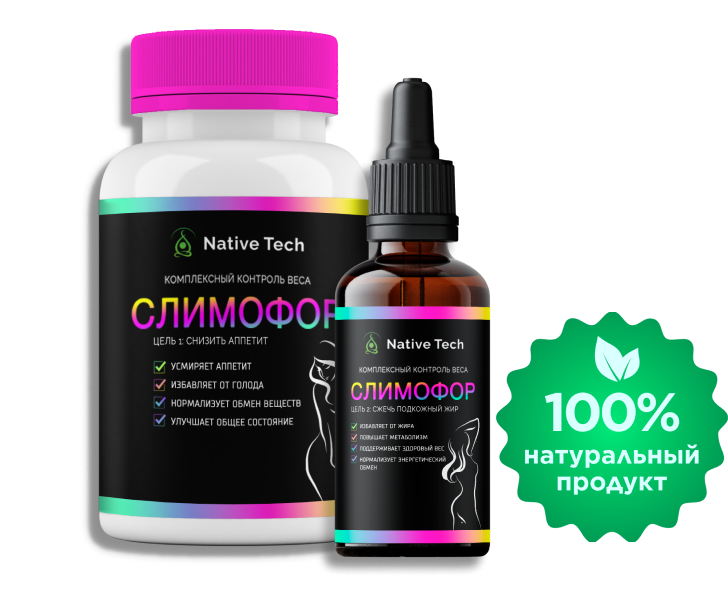 Native Tech
КОМПЛЕКСНЫЙ КОНТРОЛЬ ВЕСА
СЛИМОФОР
ЦЕЛЬ 1: СНИЗИТЬ АППЕТИТ
УСМИРЯЕТ АППЕТИТ
ИЗБАВЛЯЕТ ОТ ГОЛОДА
НОРМАЛИЗУЕТ ОБМЕН ВЕЩЕСТВ
УЛУЧШАЕТ ОБЩЕЕ СОСТОЯНИЕ
Native Tech
КОМПЛЕКСНЫЙ КОНТРОЛЬ ВЕСА
СЛИМОФОР
ЦЕЛЬ 2: СЖЕЧЬ ПОДКОЖНЫЙ ЖИР
ИЗБАВЛЯЕТ ОТ ЖИРА
ПОВЫШАЕТ МЕТАБОЛИЗМ
ПОДДЕРЖИВАЕТ ЗДОРОВЫЙ ВЕС
НОРМАЛИЗУЕТ ЭНЕРГЕТИЧЕСКИЙ
ОБМЕН
100%
натуральный
продукт